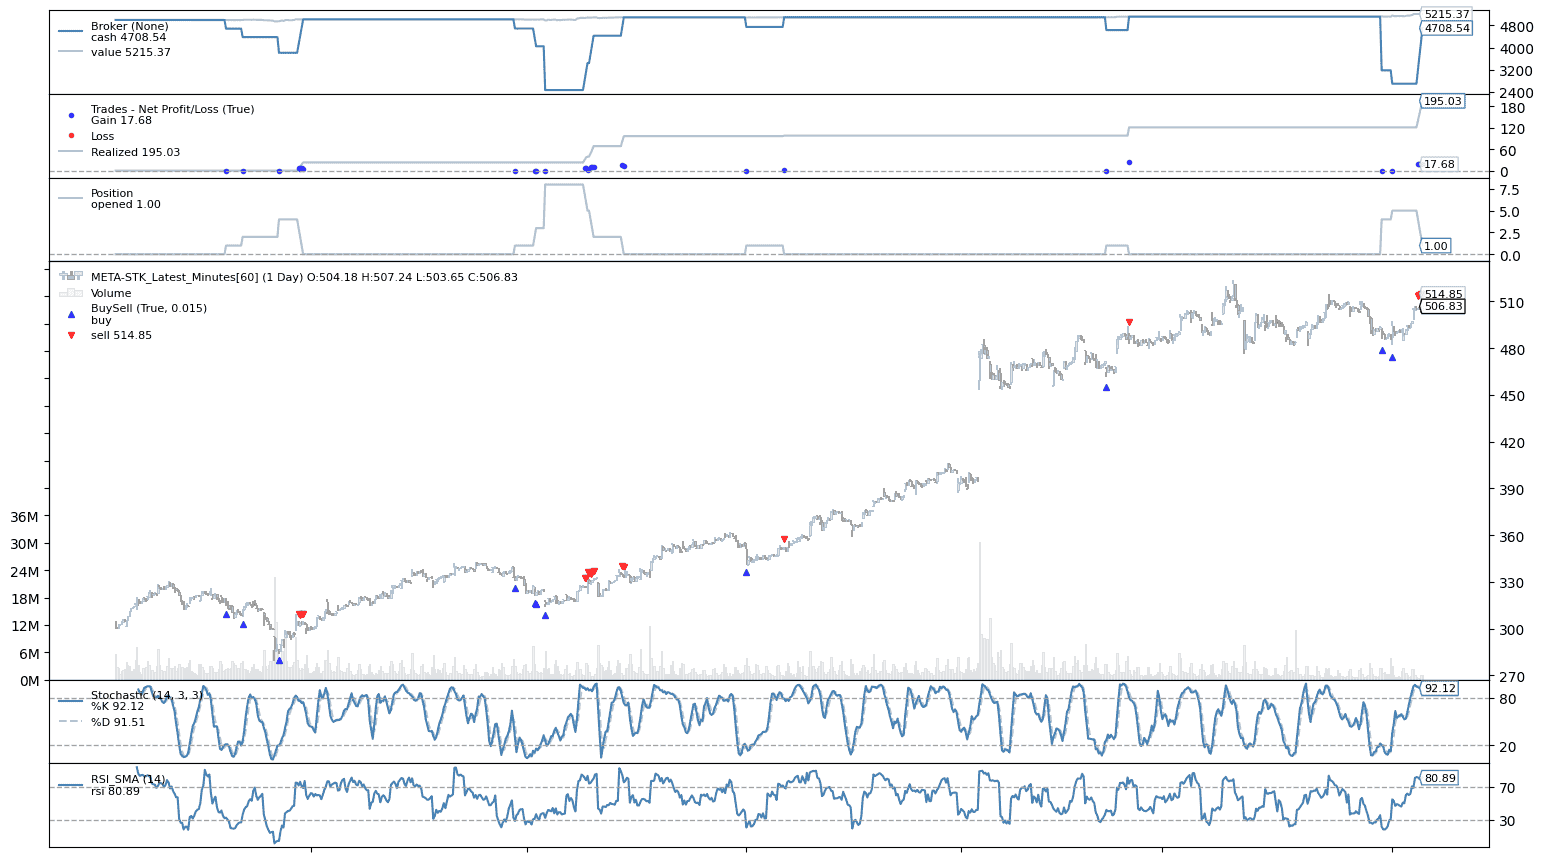 Broker (None)
cash 4708.54
value 5215.37
5215.37
4708.54
4800
4000
3200
2400
Trades - Net Profit/Loss (True)
Gain 17.68
Loss
Realized 195.03
195.03
17.68
180
120
60
0
Position
opened 1.00
1.00
7.5
5.0
2.5
0.0
META-STK_Latest_Minutes[60] (1 Day) O:504.18 H:507.24 L:503.65 C:506.83
Volume
BuySell (True, 0.015)
buy
sell 514.85
514.85
506.83
510
480
450
420
390
360
330
300
270
36M
30M
24M
18M
12M
6M
0M
Stochastic (14, 3, 3)
%K 92.12
%D 91.51
92.12
80
20
RSI_SMA (14)
rsi 80.89
80.89
70
30